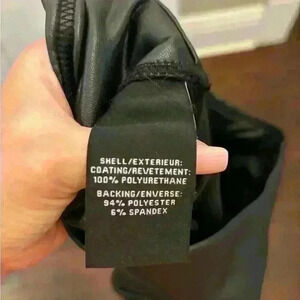 SHELL/EXTERIEUR:
COATING/REVETEMENT:
100% POLYURETHANE
BACKING/ENVERSE:
94% POLYESTER
6% SPANDEX